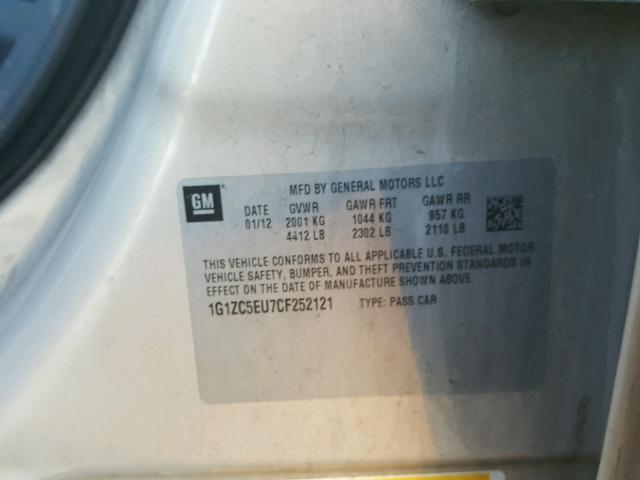 GM
MFD BY GENERAL MOTORS LLC
DATE GVWR GAWR FRT GAWR RR
01/12 2001 KG 1044 KG 957 KG
4412 LB 2302 LB 2110 LB
THIS VEHICLE CONFORMS TO ALL APPLICABLE U.S. FEDERAL MOTOR
VEHICLE SAFETY, BUMPER, AND THEFT PREVENTION STANDARDS IN
EFFECT ON THE DATE OF MANUFACTURE SHOWN ABOVE.
1G1ZC5EU7CF252121 TYPE: PASS CAR